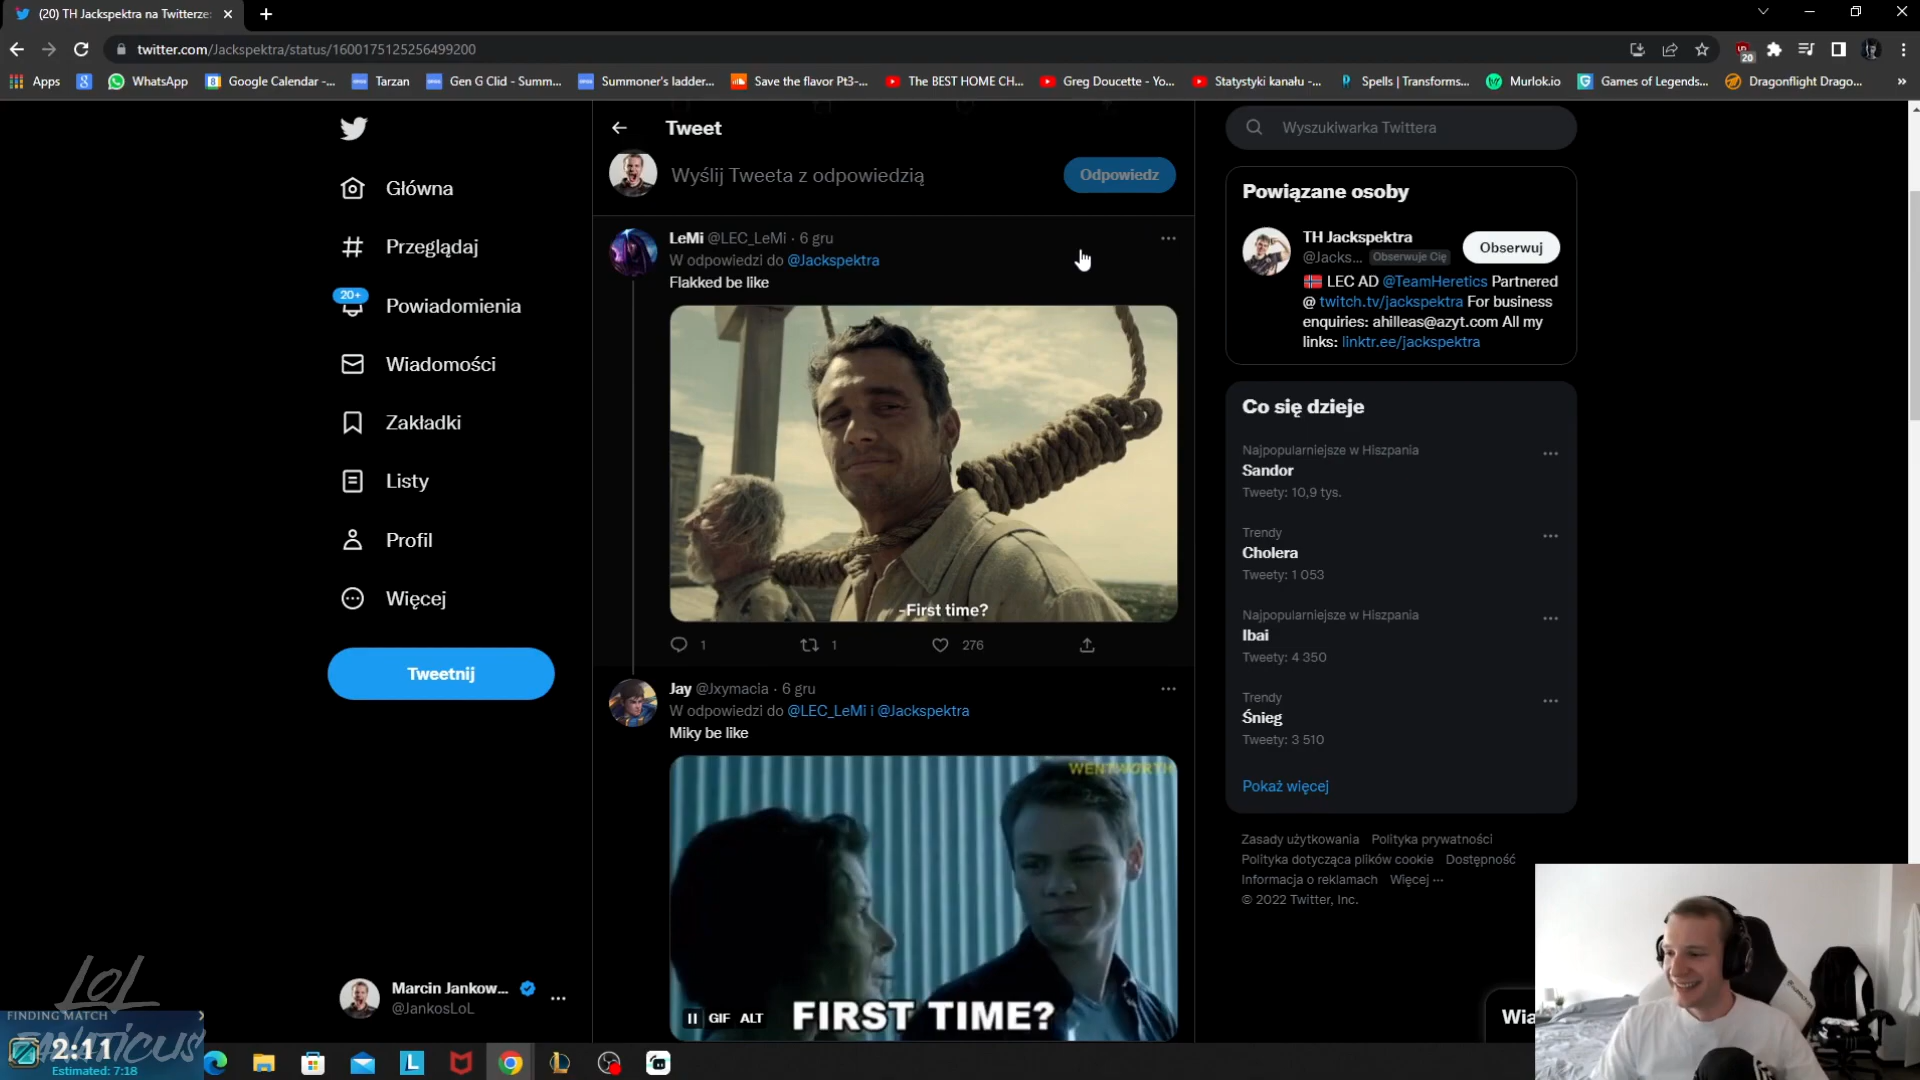 (20) TH Jackspektra na Twitterze:
twitter.com/Jackspektra/status/1600175125256499200
20
Apps
WhatsApp
Google Calendar -...
Tarzan
Gen G Clid - Summ...
Summoner's ladder...
Save the flavor Pt3-...
The BEST HOME CH...
Greg Doucette - Yo...
Statystyki kanału -...
Spells | Transforms...
Murlok.io
Games of Legends...
Dragonflight Drago...
Główna
Przeglądaj
20+
Powiadomienia
Wiadomości
Zakładki
Listy
Profil
Więcej
Tweetnij
Marcin Jankow...
@JankosLoL
Tweet
Wyślij Tweeta z odpowiedzią
Odpowiedz
LeMi @LEC_LeMi · 6 gru
W odpowiedzi do @Jackspektra
Flakked be like
-First time?
1
1
276
Jay @Jxymacia · 6 gru
W odpowiedzi do @LEC_LeMi i @Jackspektra
Miky be like
WENTWORTH
GIF ALT
FIRST TIME?
Wyszukiwarka Twittera
Powiązane osoby
TH Jackspektra
@Jacks... Obserwuje Cię
Obserwuj
LEC AD @TeamHeretics Partnered
@ twitch.tv/jackspektra For business
enquiries: ahilleas@azyt.com All my
links: linktr.ee/jackspektra
Co się dzieje
Najpopularniejsze w Hiszpania
Sandor
Tweety: 10,9 tys.
Trendy
Cholera
Tweety: 1 053
Najpopularniejsze w Hiszpania
Ibai
Tweety: 4 350
Trendy
Śnieg
Tweety: 3 510
Pokaż więcej
Zasady użytkowania Polityka prywatności
Polityka dotycząca plików cookie Dostępność
Informacja o reklamach Więcej ···
© 2022 Twitter, Inc.
Wia
LoL
FANATICUS
FINDING MATCH
2:11
Estimated: 7:18